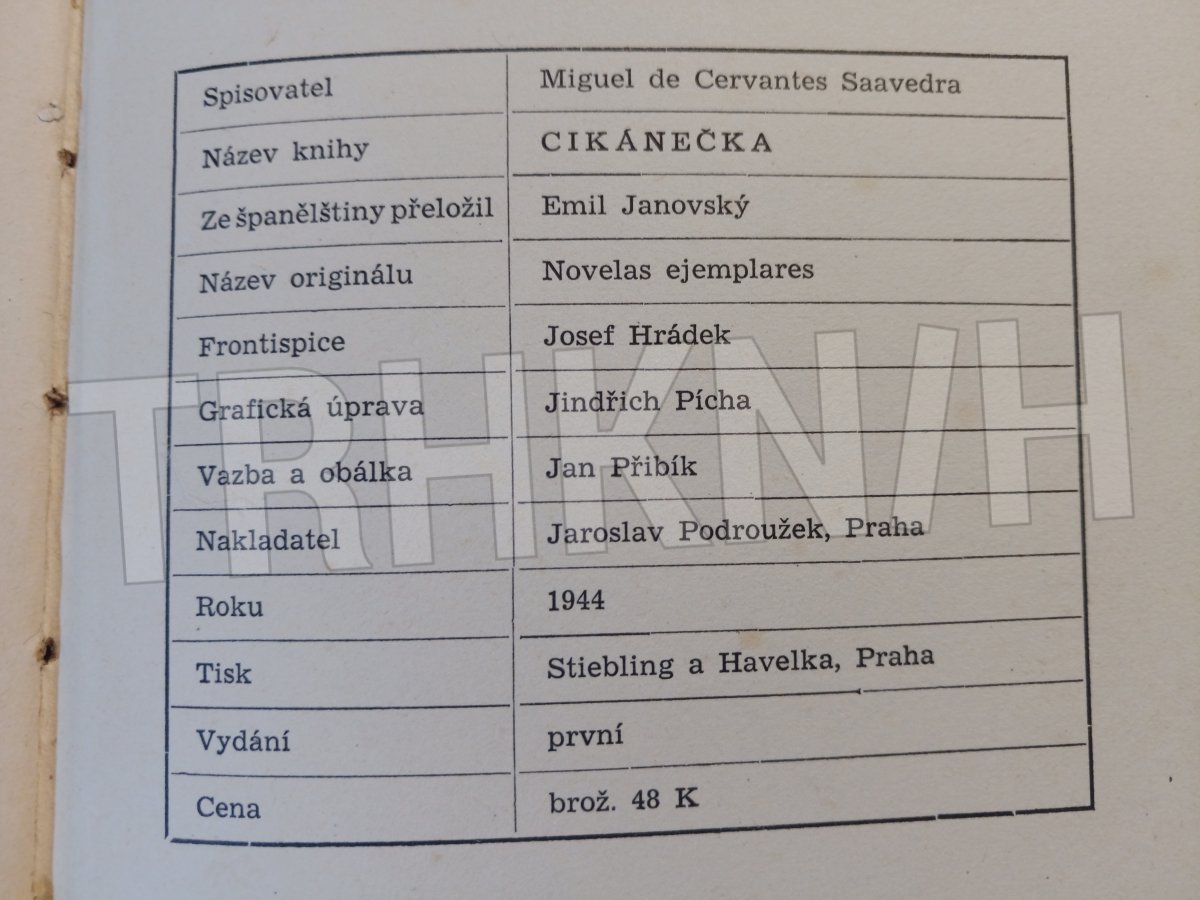 Spisovatel Miguel de Cervantes Saavedra
Název knihy CIKÁNEČKA
Ze španělštiny přeložil Emil Janovský
Název originálu Novelas ejemplares
Frontispice Josef Hrádek
Grafická úprava Jindřich Pícha
Vazba a obálka Jan Přibík
Nakladatel Jaroslav Podroužek, Praha
Roku 1944
Tisk Stiebling a Havelka, Praha
Vydání první
Cena brož. 48 K
TRHKNIH